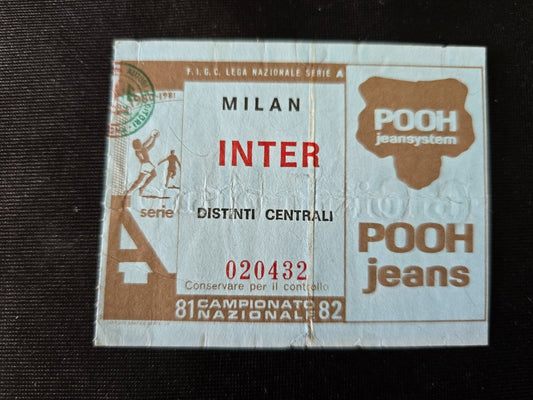 F.I.G.C. LEGA NAZIONALE SERIE A
MILAN
INTER
DISTINTI CENTRALI
020432
Conservare per il controllo
81 CAMPIONATO NAZIONALE 82
serie
A
POOH
jeansystem
POOH
jeans